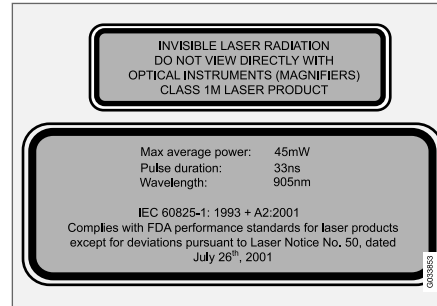 INVISIBLE LASER RADIATION
DO NOT VIEW DIRECTLY WITH
OPTICAL INSTRUMENTS (MAGNIFIERS)
CLASS 1M LASER PRODUCT
Max average power: 45mW
Pulse duration: 33ns
Wavelength: 905nm
IEC 60825-1: 1993 + A2:2001
Complies with FDA performance standards for laser products
except for deviations pursuant to Laser Notice No. 50, dated
July 26th, 2001
G033853